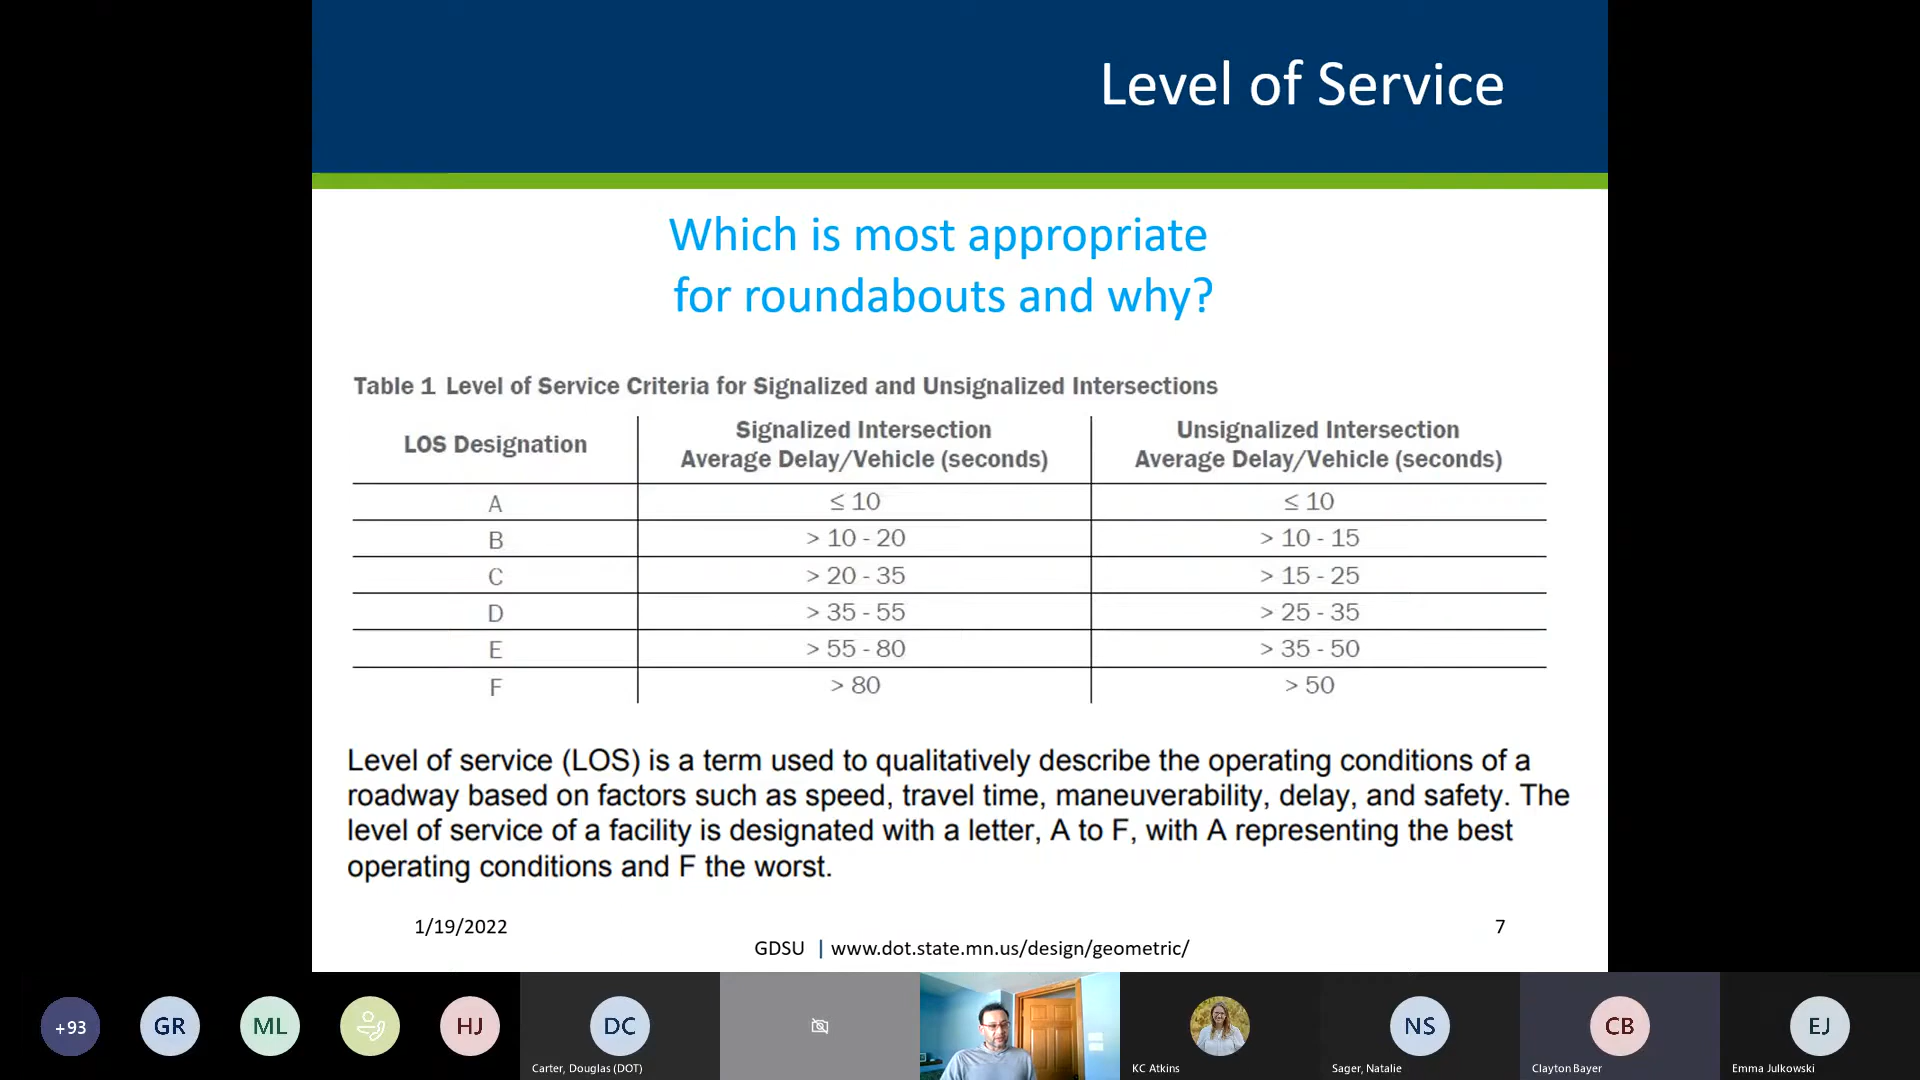 Level of Service
Which is most appropriate
for roundabouts and why?
Table 1 Level of Service Criteria for Signalized and Unsignalized Intersections
LOS Designation
Signalized Intersection
Average Delay/Vehicle (seconds)
Unsignalized Intersection
Average Delay/Vehicle (seconds)
A ≤ 10 ≤ 10
B > 10 - 20 > 10 - 15
C > 20 - 35 > 15 - 25
D > 35 - 55 > 25 - 35
E > 55 - 80 > 35 - 50
F > 80 > 50
Level of service (LOS) is a term used to qualitatively describe the operating conditions of a
roadway based on factors such as speed, travel time, maneuverability, delay, and safety. The
level of service of a facility is designated with a letter, A to F, with A representing the best
operating conditions and F the worst.
1/19/2022
7
GDSU | www.dot.state.mn.us/design/geometric/
+93
GR
ML
HJ
DC
Carter, Douglas (DOT)
KC Atkins
NS
Sager, Natalie
CB
Clayton Bayer
EJ
Emma Julkowski